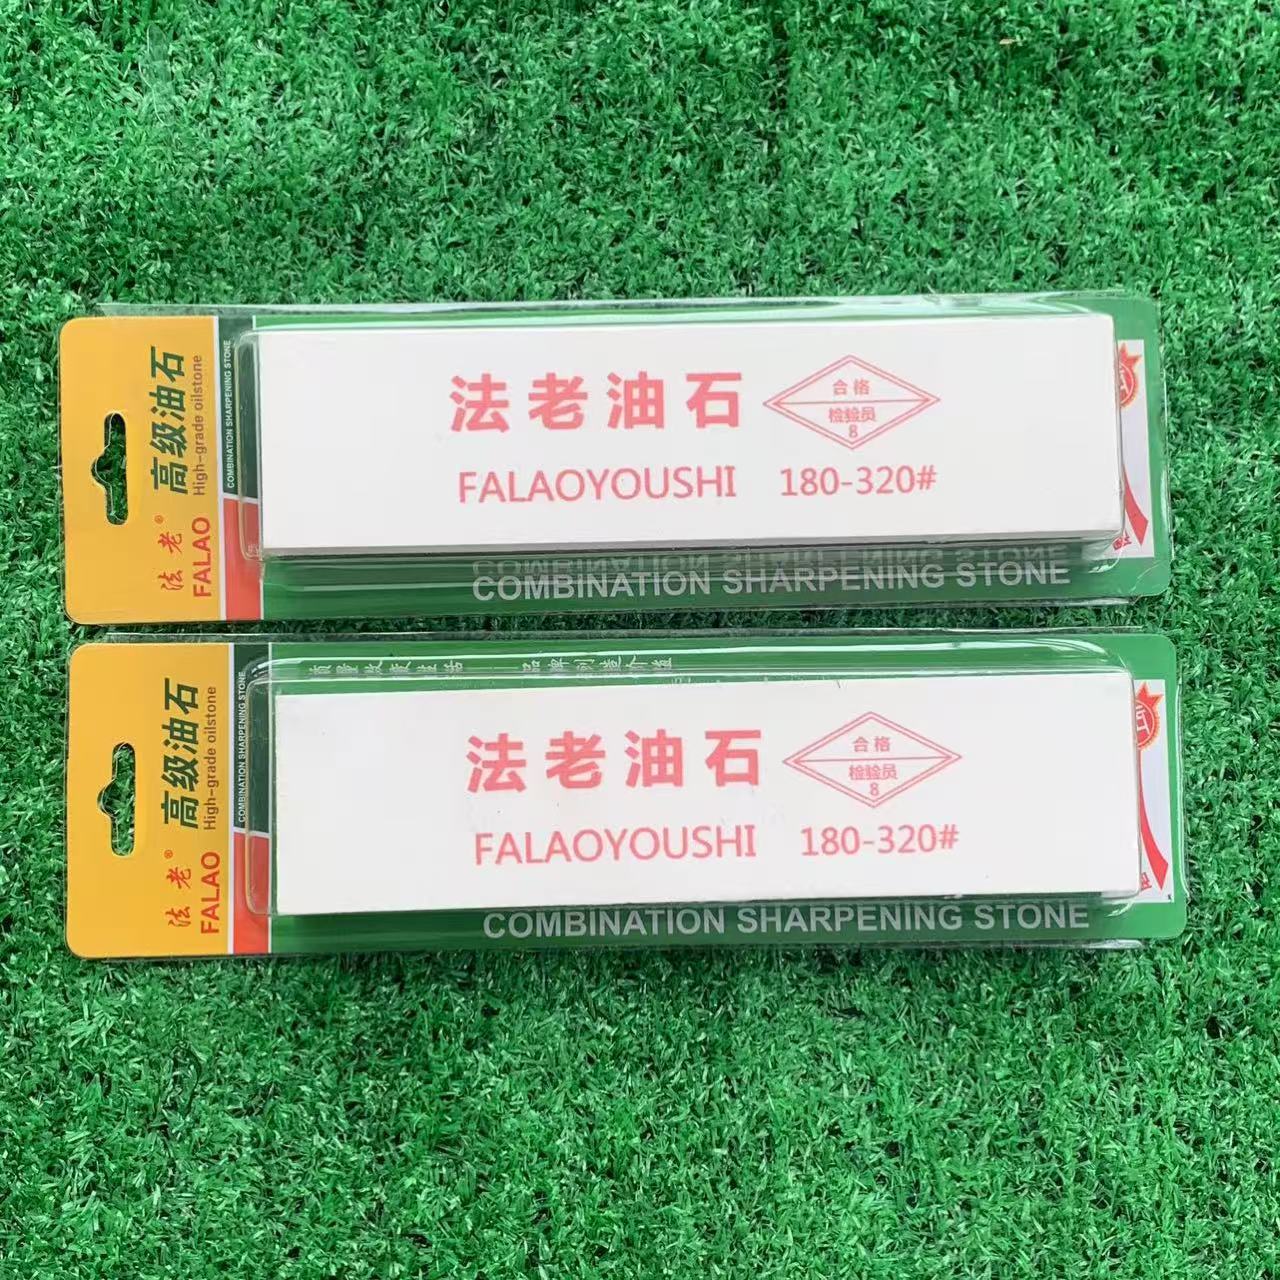 法老油石
合格
检验员
8
FALAOYOUSHI 180-320#
COMBINATION SHARPENING STONE
高级油石
High-grade oilstone
法老®
FALAO
COMBINATION SHARPENING STONE
法老油石
合格
检验员
8
FALAOYOUSHI 180-320#
COMBINATION SHARPENING STONE
高级油石
High-grade oilstone
法老®
FALAO
COMBINATION SHARPENING STONE